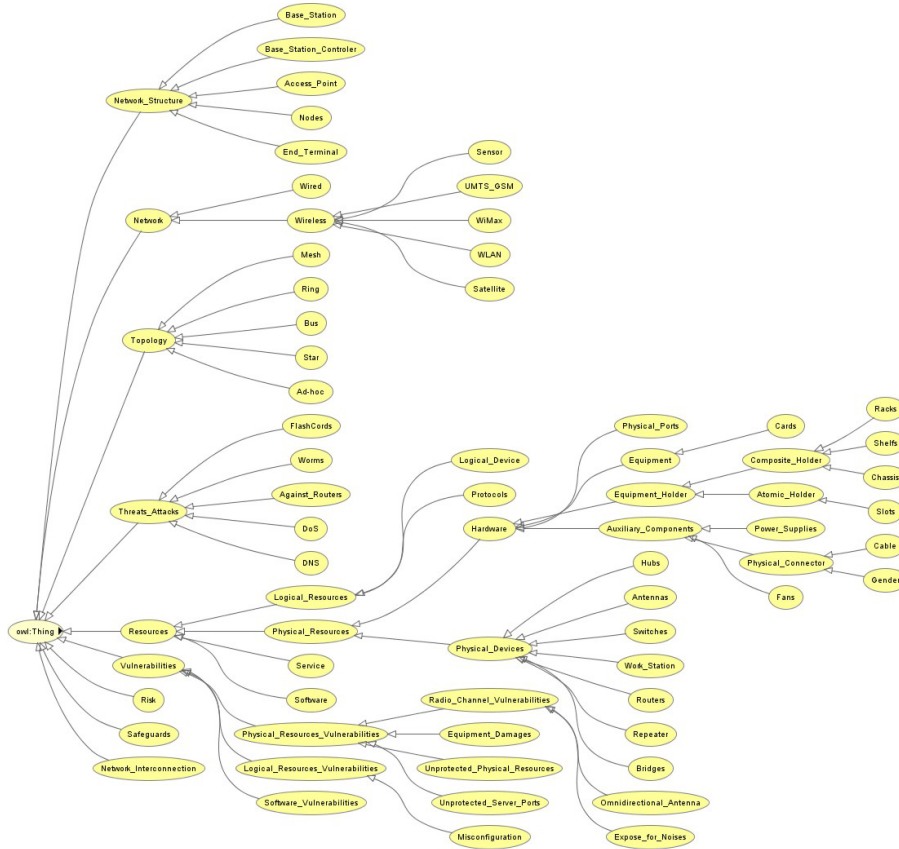 Base_Station
Base_Station_Controler
Access_Point
Network_Structure
Nodes
End_Terminal
Sensor
Wired
UMTS_GSM
Network
Wireless
WiMax
Mesh
WLAN
Ring
Satellite
Bus
Topology
Star
Ad-hoc
Racks
FlashCords
Physical_Ports
Cards
Shelfs
Worms
Logical_Device
Equipment
Composite_Holder
Chassis
Against_Routers
Protocols
Equipment_Holder
Atomic_Holder
Threats_Attacks
Slots
DoS
Hardware
Auxiliary_Components
Power_Supplies
Cable
DNS
Hubs
Physical_Connector
Gender
Logical_Resources
Antennas
Fans
owl:Thing
Resources
Physical_Resources
Switches
Physical_Devices
Vulnerabilities
Service
Work_Station
Risk
Software
Radio_Channel_Vulnerabilities
Routers
Safeguards
Physical_Resources_Vulnerabilities
Equipment_Damages
Repeater
Network_Interconnection
Logical_Resources_Vulnerabilities
Unprotected_Physical_Resources
Bridges
Software_Vulnerabilities
Unprotected_Server_Ports
Omnidirectional_Antenna
Misconfiguration
Expose_for_Noises